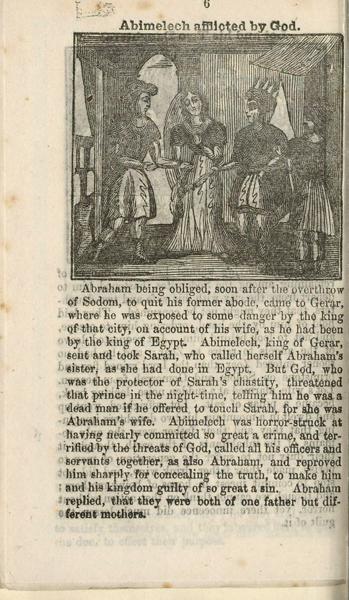 6
Abimelech afflicted by God.
Abraham being obliged, soon after the overthrow
of Sodom, to quit his former abode, came to Gerar,
where he was exposed to some danger by the king
of that city, on account of his wife, as he had been
by the king of Egypt. Abimelech, king of Gerar,
sent and took Sarah, who called herself Abraham's
sister, as she had done in Egypt. But God, who
was the protector of Sarah's chastity, threatened
that prince in the night-time, telling him he was a
dead man if he offered to touch Sarah, for she was
Abraham's wife. Abimelech was horror-struck at
having nearly committed so great a crime, and ter-
rified by the threats of God, called all his officers and
servants together, as also Abraham, and reproved
him sharply for concealing the truth, to make him
and his kingdom guilty of so great a sin. Abraham
replied, that they were both of one father but dif-
ferent mothers.